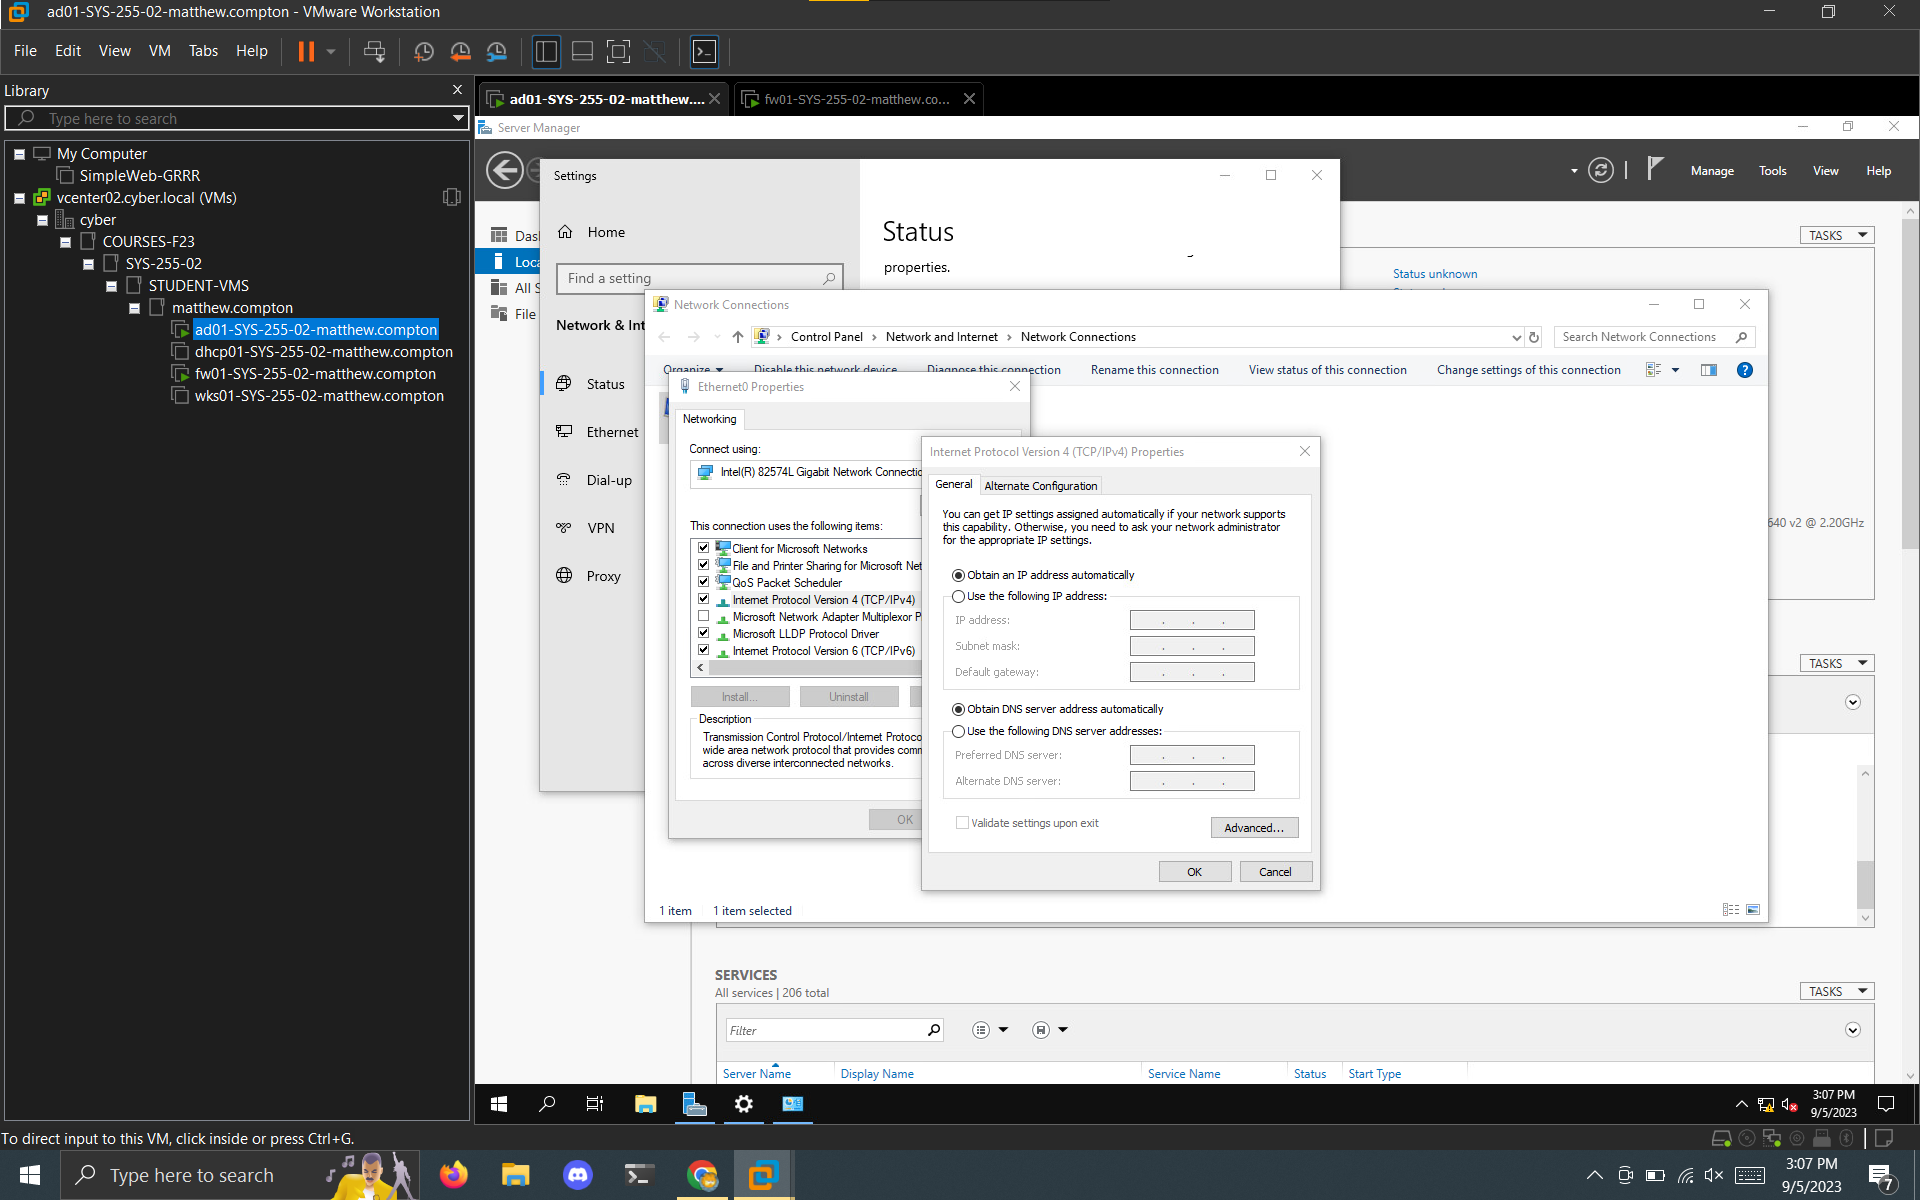 ad01-SYS-255-02-matthew.compton - VMware Workstation
File Edit View VM Tabs Help
Library
Type here to search
My Computer
SimpleWeb-GRRR
vcenter02.cyber.local (VMs)
cyber
COURSES-F23
SYS-255-02
STUDENT-VMS
matthew.compton
ad01-SYS-255-02-matthew.compton
dhcp01-SYS-255-02-matthew.compton
fw01-SYS-255-02-matthew.compton
wks01-SYS-255-02-matthew.compton
ad01-SYS-255-02-matthew....
fw01-SYS-255-02-matthew.co...
Server Manager
Manage Tools View Help
Das
Loca
All S
File
TASKS
Status unknown
640 v2 @ 2.20GHz
TASKS
Settings
Home
Find a setting
Network & Int
Status
Ethernet
Dial-up
VPN
Proxy
Status
properties.
Network Connections
Control Panel > Network and Internet > Network Connections
Search Network Connections
Organize Disable this network device Diagnose this connection Rename this connection View status of this connection Change settings of this connection
Ethernet0 Properties
Networking
Connect using:
Intel(R) 82574L Gigabit Network Connectio
This connection uses the following items:
Client for Microsoft Networks
File and Printer Sharing for Microsoft Net
QoS Packet Scheduler
Internet Protocol Version 4 (TCP/IPv4)
Microsoft Network Adapter Multiplexor P
Microsoft LLDP Protocol Driver
Internet Protocol Version 6 (TCP/IPv6)
Install... Uninstall
Description
Transmission Control Protocol/Internet Protoco
wide area network protocol that provides comm
across diverse interconnected networks.
OK
Internet Protocol Version 4 (TCP/IPv4) Properties
General Alternate Configuration
You can get IP settings assigned automatically if your network supports
this capability. Otherwise, you need to ask your network administrator
for the appropriate IP settings.
Obtain an IP address automatically
Use the following IP address:
IP address:
Subnet mask:
Default gateway:
Obtain DNS server address automatically
Use the following DNS server addresses:
Preferred DNS server:
Alternate DNS server:
Validate settings upon exit
Advanced...
OK Cancel
1 item 1 item selected
SERVICES
All services | 206 total
TASKS
Filter
Server Name Display Name Service Name Status Start Type
3:07 PM
9/5/2023
To direct input to this VM, click inside or press Ctrl+G.
Type here to search
3:07 PM
9/5/2023
7